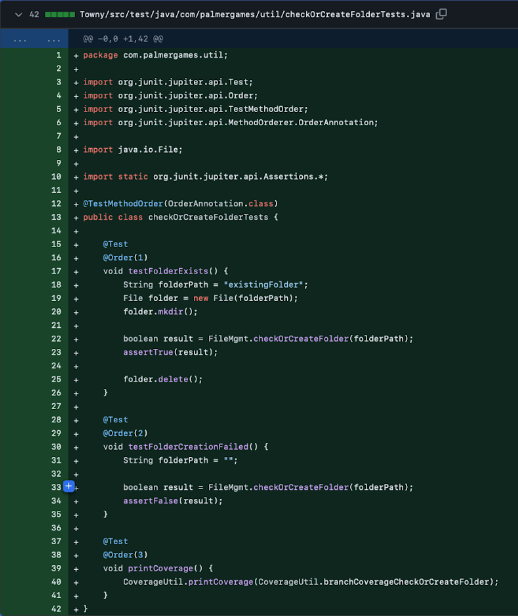 42 Towny/src/test/java/com/palmergames/util/checkOrCreateFolderTests.java
... ... @@ -0,0 +1,42 @@
1 + package com.palmergames.util;
2 +
3 + import org.junit.jupiter.api.Test;
4 + import org.junit.jupiter.api.Order;
5 + import org.junit.jupiter.api.TestMethodOrder;
6 + import org.junit.jupiter.api.MethodOrderer.OrderAnnotation;
7 +
8 + import java.io.File;
9 +
10 + import static org.junit.jupiter.api.Assertions.*;
11 +
12 + @TestMethodOrder(OrderAnnotation.class)
13 + public class checkOrCreateFolderTests {
14 +
15 +     @Test
16 +     @Order(1)
17 +     void testFolderExists() {
18 +         String folderPath = "existingFolder";
19 +         File folder = new File(folderPath);
20 +         folder.mkdir();
21 +
22 +         boolean result = FileMgmt.checkOrCreateFolder(folderPath);
23 +         assertTrue(result);
24 +
25 +         folder.delete();
26 +     }
27 +
28 +     @Test
29 +     @Order(2)
30 +     void testFolderCreationFailed() {
31 +         String folderPath = "";
32 +
33 +         boolean result = FileMgmt.checkOrCreateFolder(folderPath);
34 +         assertFalse(result);
35 +     }
36 +
37 +     @Test
38 +     @Order(3)
39 +     void printCoverage() {
40 +         CoverageUtil.printCoverage(CoverageUtil.branchCoverageCheckOrCreateFolder);
41 +     }
42 + }